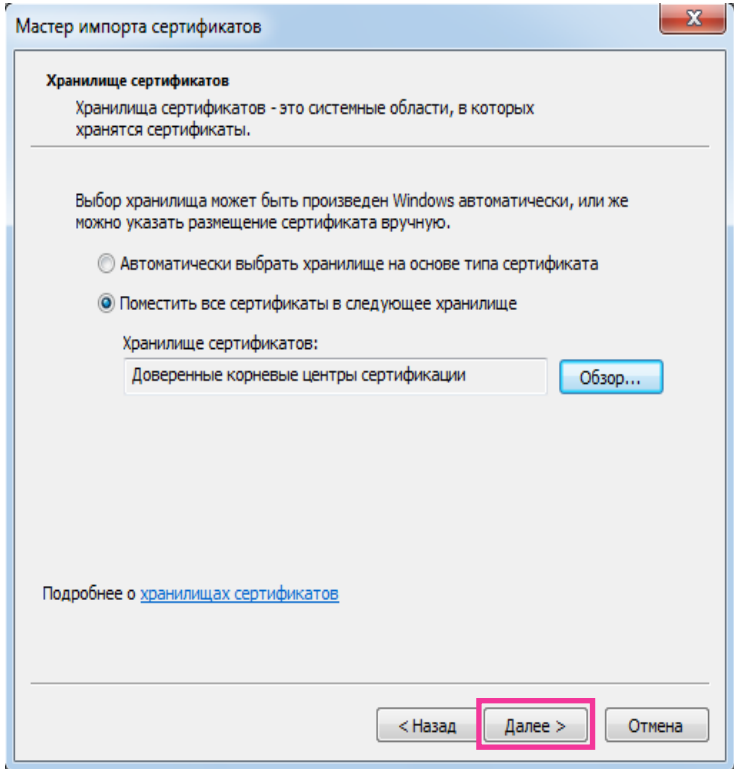 Мастер импорта сертификатов
Хранилище сертификатов
Хранилища сертификатов - это системные области, в которых
хранятся сертификаты.
Выбор хранилища может быть произведен Windows автоматически, или же
можно указать размещение сертификата вручную.
Автоматически выбрать хранилище на основе типа сертификата
Поместить все сертификаты в следующее хранилище
Хранилище сертификатов:
Доверенные корневые центры сертификации
Обзор...
Подробнее о хранилищах сертификатов
< Назад
Далее >
Отмена